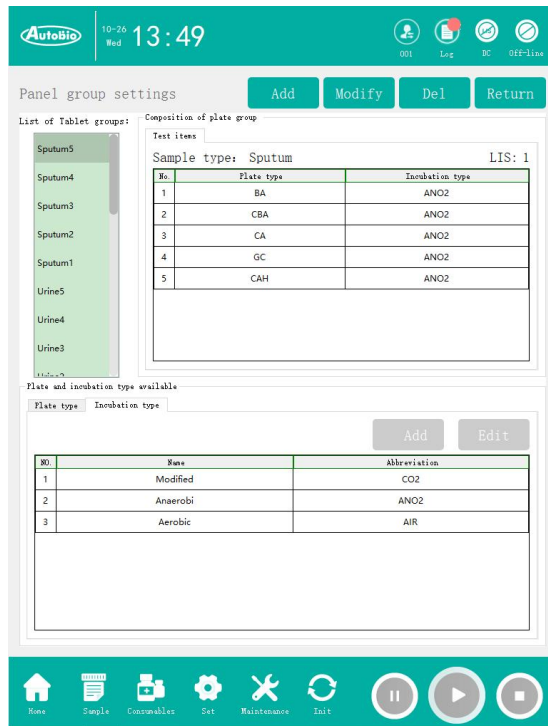 AutoBio
10-26
Wed
13:49
001
Log
DC
Off-line
Panel group settings
Add
Modify
Del
Return
List of Tablet groups:
Sputum5
Sputum4
Sputum3
Sputum2
Sputum1
Urine5
Urine4
Urine3
Composition of plate group
Test items
Sample type: Sputum
LIS: 1
No. Plate type Incubation type
1 BA ANO2
2 CBA ANO2
3 CA ANO2
4 GC ANO2
5 CAH ANO2
Plate and incubation type available
Plate type Incubation type
Add
Edit
NO. Name Abbreviation
1 Modified CO2
2 Anaerobi ANO2
3 Aerobic AIR
Home
Sample
Consumables
Set
Maintenance
Init